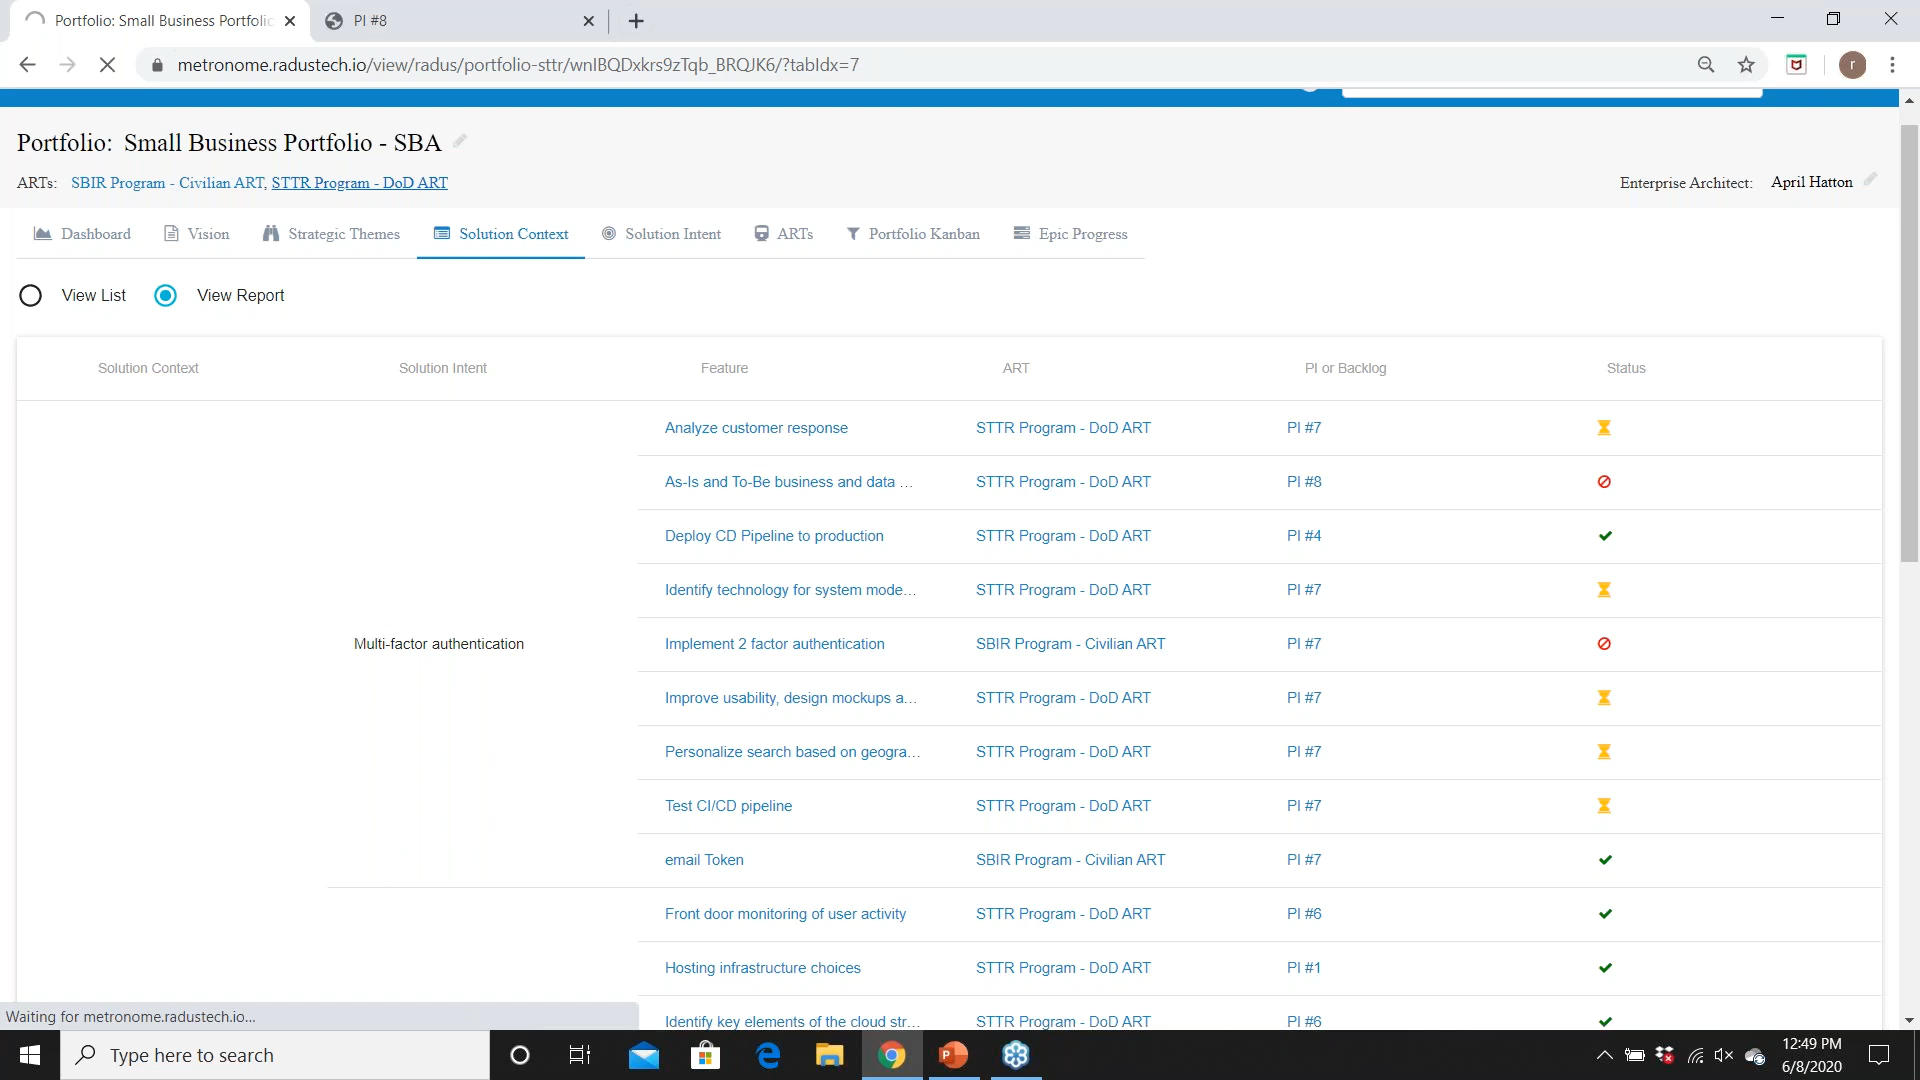 Portfolio: Small Business Portfolio
PI #8
metronome.radustech.io/view/radus/portfolio-sttr/wnIBQDxkrs9zTqb_BRQJK6/?tabIdx=7
r
Portfolio: Small Business Portfolio - SBA
ARTs: SBIR Program - Civilian ART, STTR Program - DoD ART
Enterprise Architect: April Hatton
Dashboard Vision Strategic Themes Solution Context Solution Intent ARTs Portfolio Kanban Epic Progress
View List View Report
Solution Context Solution Intent Feature ART PI or Backlog Status
Analyze customer response STTR Program - DoD ART PI #7
As-Is and To-Be business and data ... STTR Program - DoD ART PI #8
Deploy CD Pipeline to production STTR Program - DoD ART PI #4
Identify technology for system mode... STTR Program - DoD ART PI #7
Multi-factor authentication Implement 2 factor authentication SBIR Program - Civilian ART PI #7
Improve usability, design mockups a... STTR Program - DoD ART PI #7
Personalize search based on geogra... STTR Program - DoD ART PI #7
Test CI/CD pipeline STTR Program - DoD ART PI #7
email Token SBIR Program - Civilian ART PI #7
Front door monitoring of user activity STTR Program - DoD ART PI #6
Hosting infrastructure choices STTR Program - DoD ART PI #1
Identify key elements of the cloud str... STTR Program - DoD ART PI #6
Waiting for metronome.radustech.io...
Type here to search
12:49 PM
6/8/2020